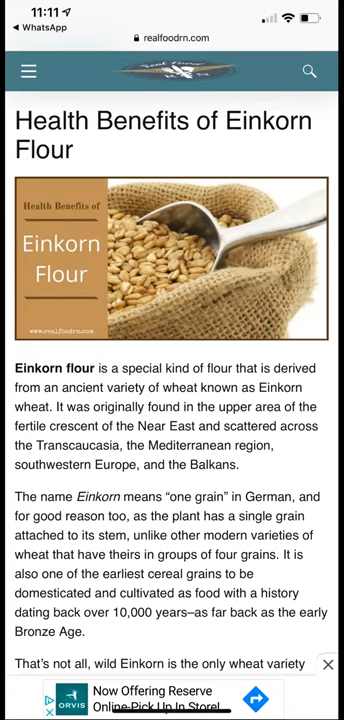 11:11
WhatsApp
realfoodrn.com
Real Food
RN
Health Benefits of Einkorn
Flour
Health Benefits of
Einkorn
Flour
www.realfoodrn.com
Einkorn flour is a special kind of flour that is derived
from an ancient variety of wheat known as Einkorn
wheat. It was originally found in the upper area of the
fertile crescent of the Near East and scattered across
the Transcaucasia, the Mediterranean region,
southwestern Europe, and the Balkans.
The name Einkorn means “one grain” in German, and
for good reason too, as the plant has a single grain
attached to its stem, unlike other modern varieties of
wheat that have theirs in groups of four grains. It is
also one of the earliest cereal grains to be
domesticated and cultivated as food with a history
dating back over 10,000 years–as far back as the early
Bronze Age.
That’s not all, wild Einkorn is the only wheat variety
ORVIS
Now Offering Reserve
Online-Pick Up In Store!